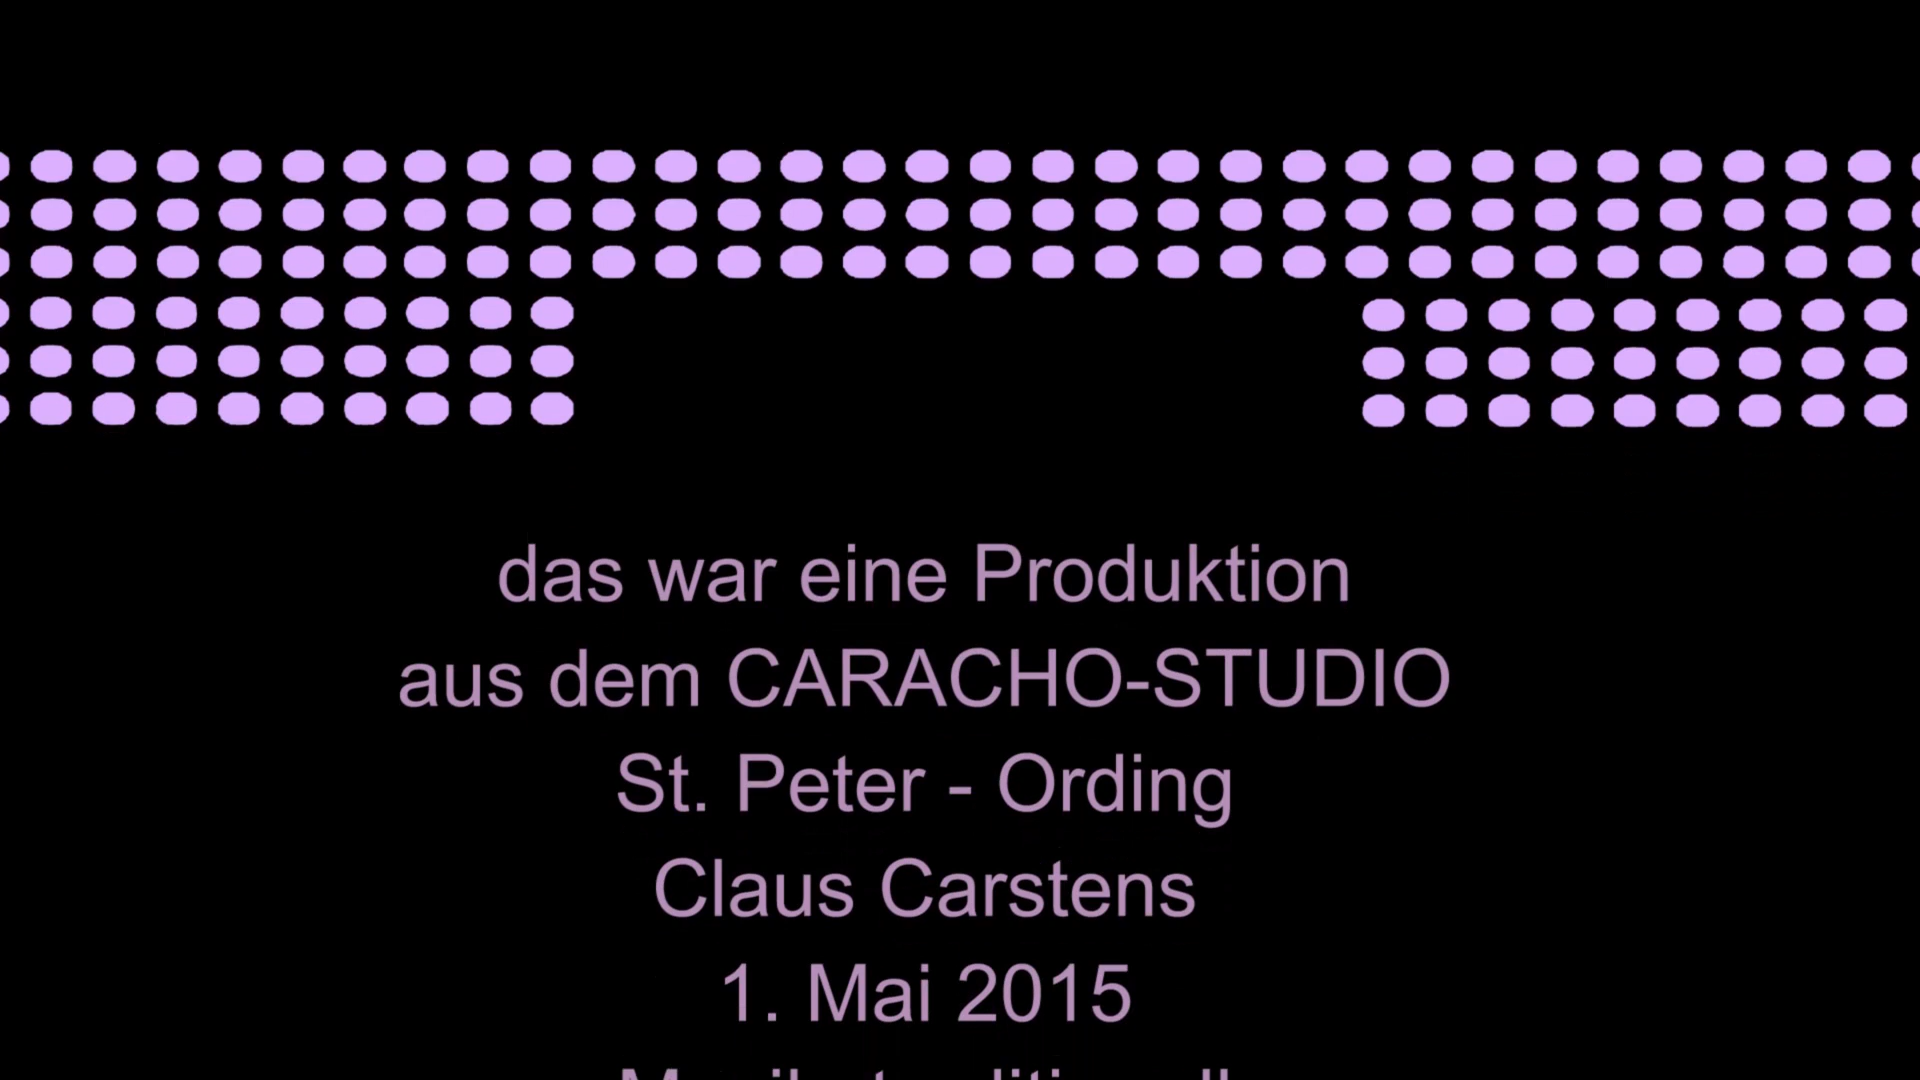 das war eine Produktion
aus dem CARACHO-STUDIO
St. Peter - Ording
Claus Carstens
1. Mai 2015